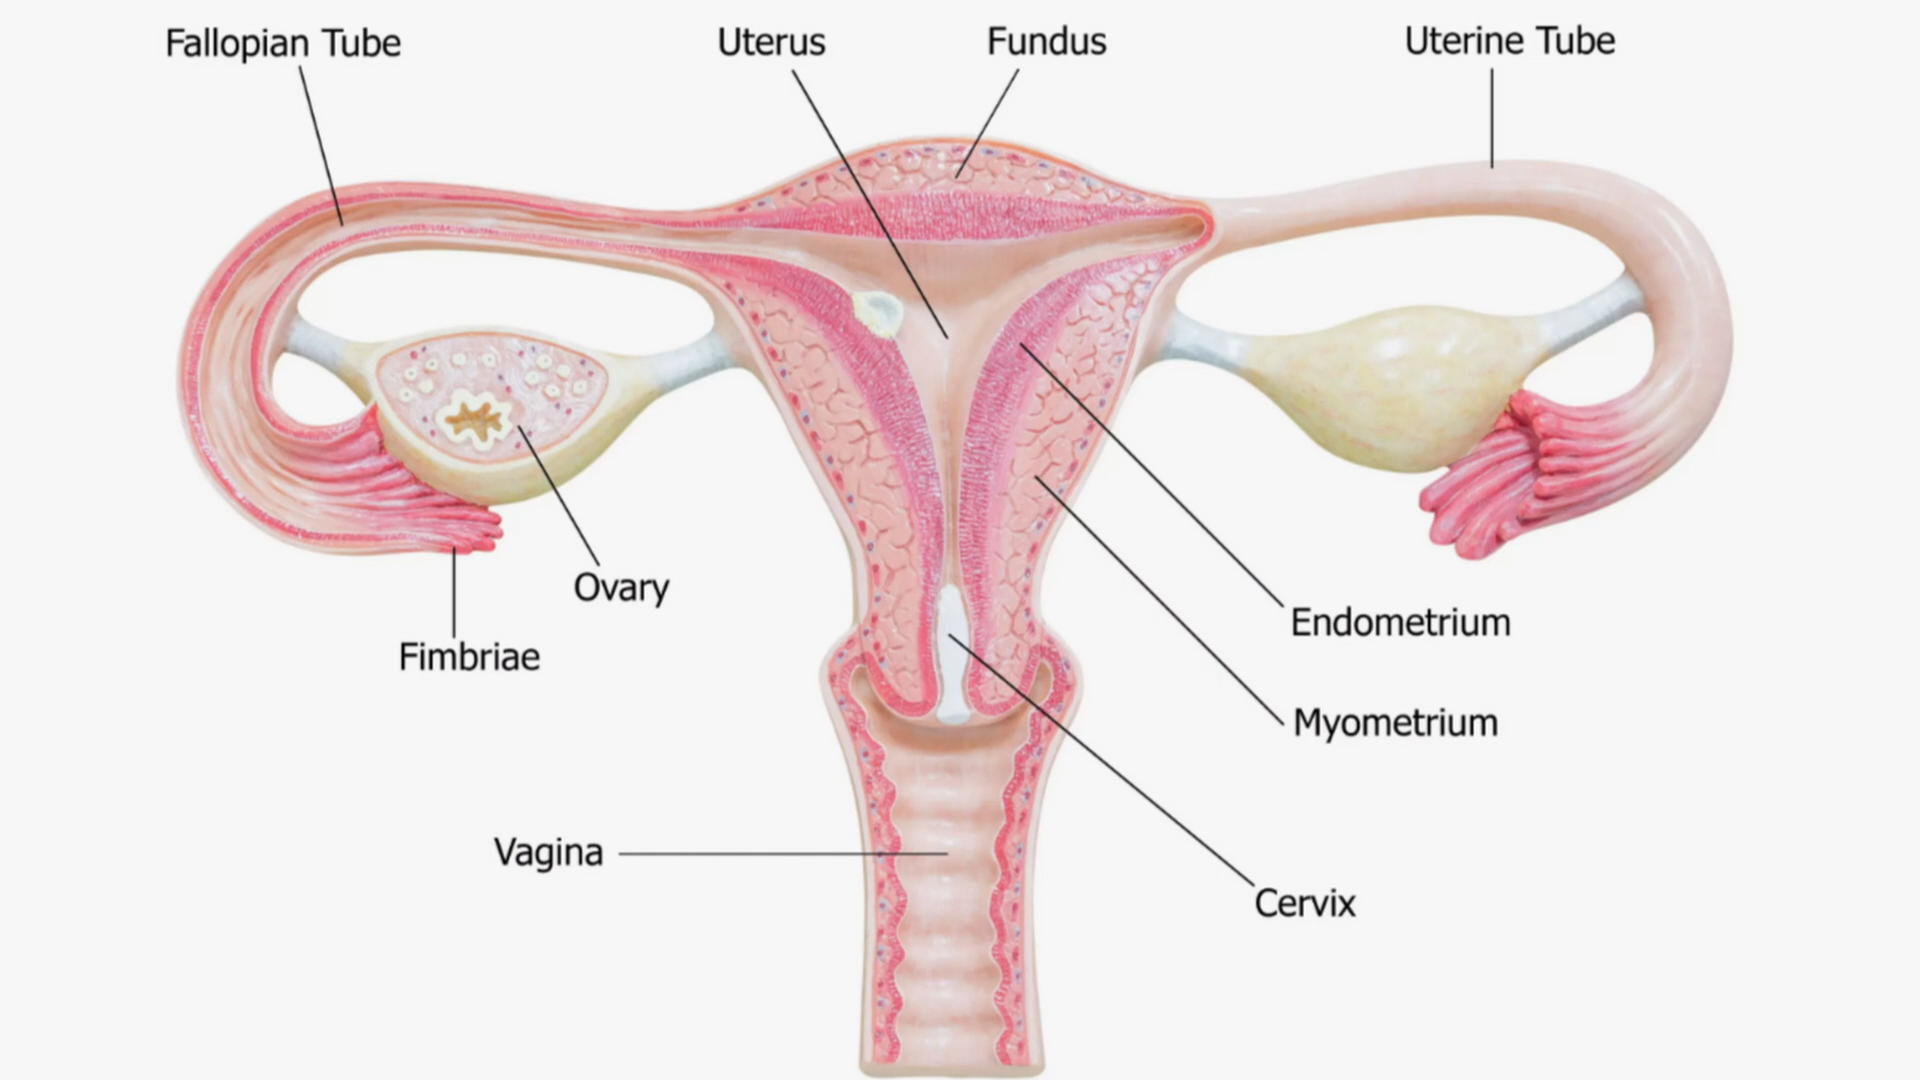 Fallopian Tube
Uterus
Fundus
Uterine Tube
Ovary
Fimbriae
Endometrium
Myometrium
Vagina
Cervix